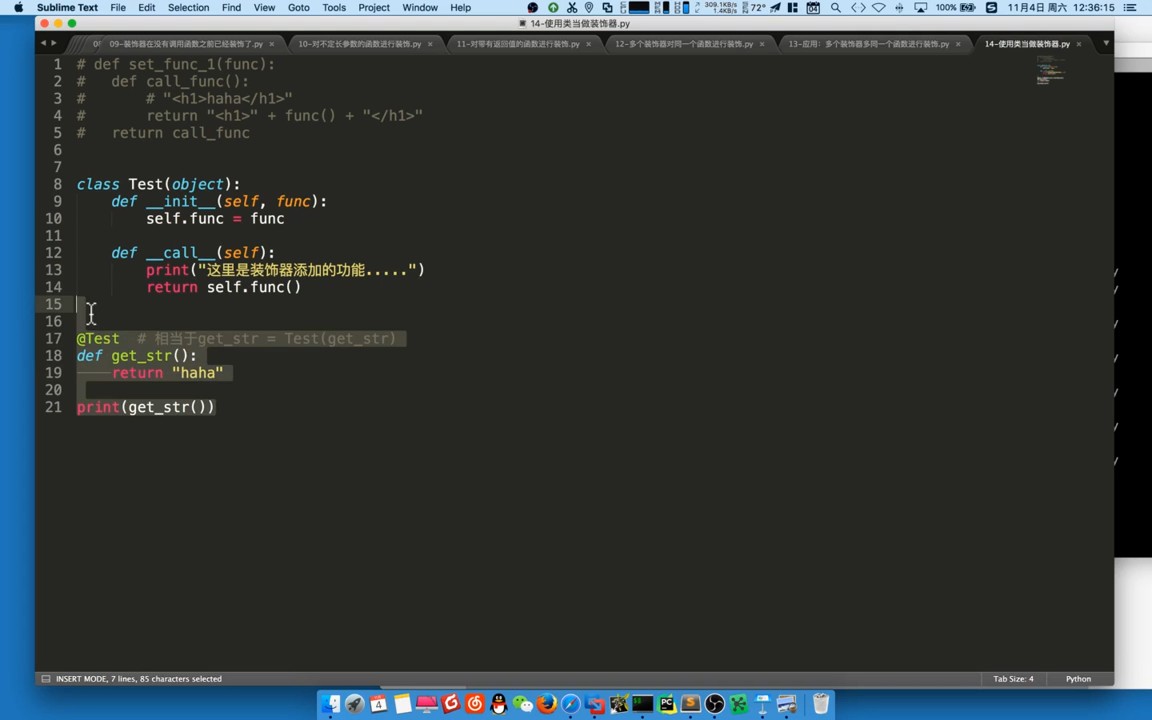 Sublime Text File Edit Selection Find View Goto Tools Project Window Help 309.1KB/s 1.4KB/s 72° 04 100% 11月4日 周六 12:36:15
14-使用类当做装饰器.py
09-装饰器在没有调用函数之前已经装饰了.py × 10-对不定长参数的函数进行装饰.py × 11-对带有返回值的函数进行装饰.py × 12-多个装饰器对同一个函数进行装饰.py × 13-应用：多个装饰器多同一个函数进行装饰.py × 14-使用类当做装饰器.py ×
1 # def set_func_1(func):
2 #   def call_func():
3 #       # "<h1>haha</h1>"
4 #       return "<h1>" + func() + "</h1>"
5 #   return call_func
6
7
8 class Test(object):
9     def __init__(self, func):
10         self.func = func
11
12     def __call__(self):
13         print("这里是装饰器添加的功能.....")
14         return self.func()
15
16
17 @Test  # 相当于get_str = Test(get_str)
18 def get_str():
19     return "haha"
20
21 print(get_str())
INSERT MODE, 7 lines, 85 characters selected Tab Size: 4 Python